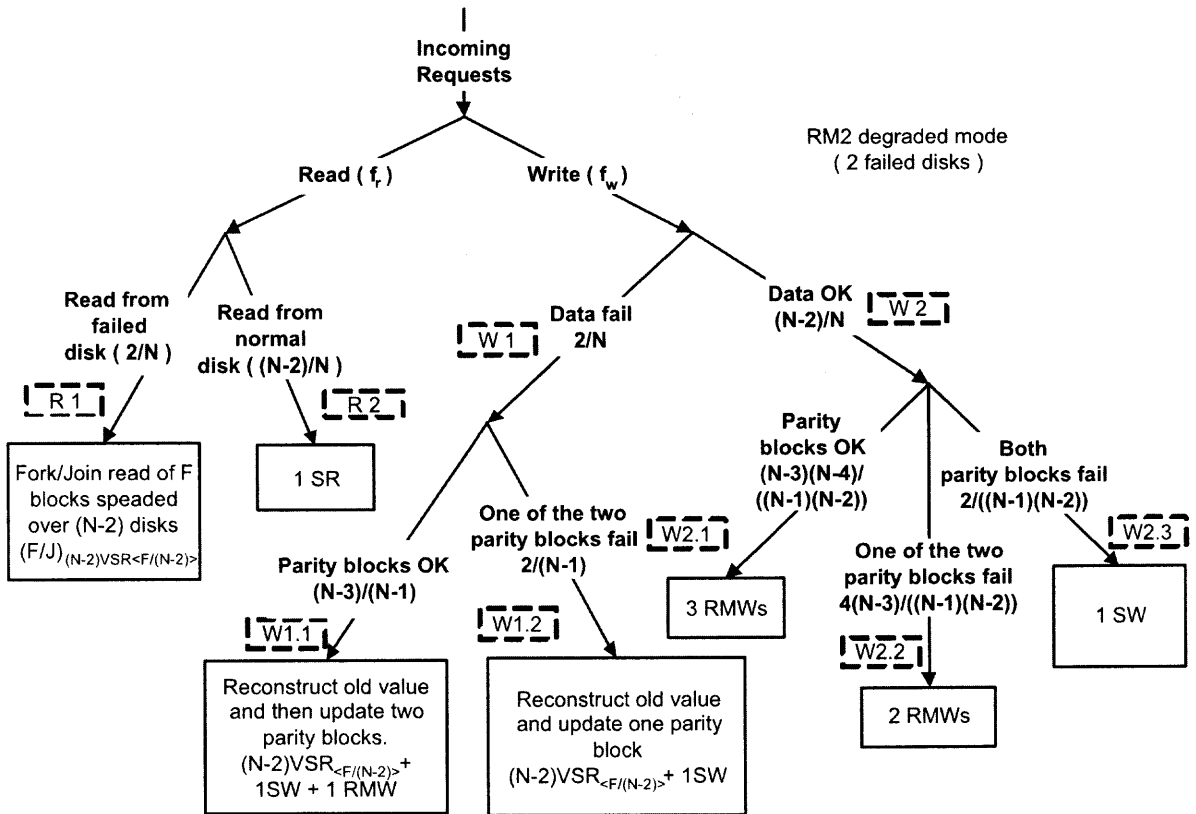 Incoming
Requests
RM2 degraded mode
( 2 failed disks )
Read ( f_r )
Write ( f_w )
Read from
failed
disk ( 2/N )
R 1
Read from
normal
disk ( (N-2)/N )
R 2
Data fail
2/N
W 1
Data OK
(N-2)/N
W 2
Fork/Join read of F
blocks speaded
over (N-2) disks
(F/J)_(N-2)VSR<F/(N-2)>
1 SR
Parity blocks OK
(N-3)/(N-1)
W1.1
One of the two
parity blocks fail
2/(N-1)
W1.2
Parity
blocks OK
(N-3)(N-4)/
((N-1)(N-2))
W2.1
One of the two
parity blocks fail
4(N-3)/((N-1)(N-2))
W2.2
Both
parity blocks fail
2/((N-1)(N-2))
W2.3
Reconstruct old value
and then update two
parity blocks.
(N-2)VSR_<F/(N-2)>+
1SW + 1 RMW
Reconstruct old value
and update one parity
block
(N-2)VSR_<F/(N-2)>+ 1SW
3 RMWs
2 RMWs
1 SW